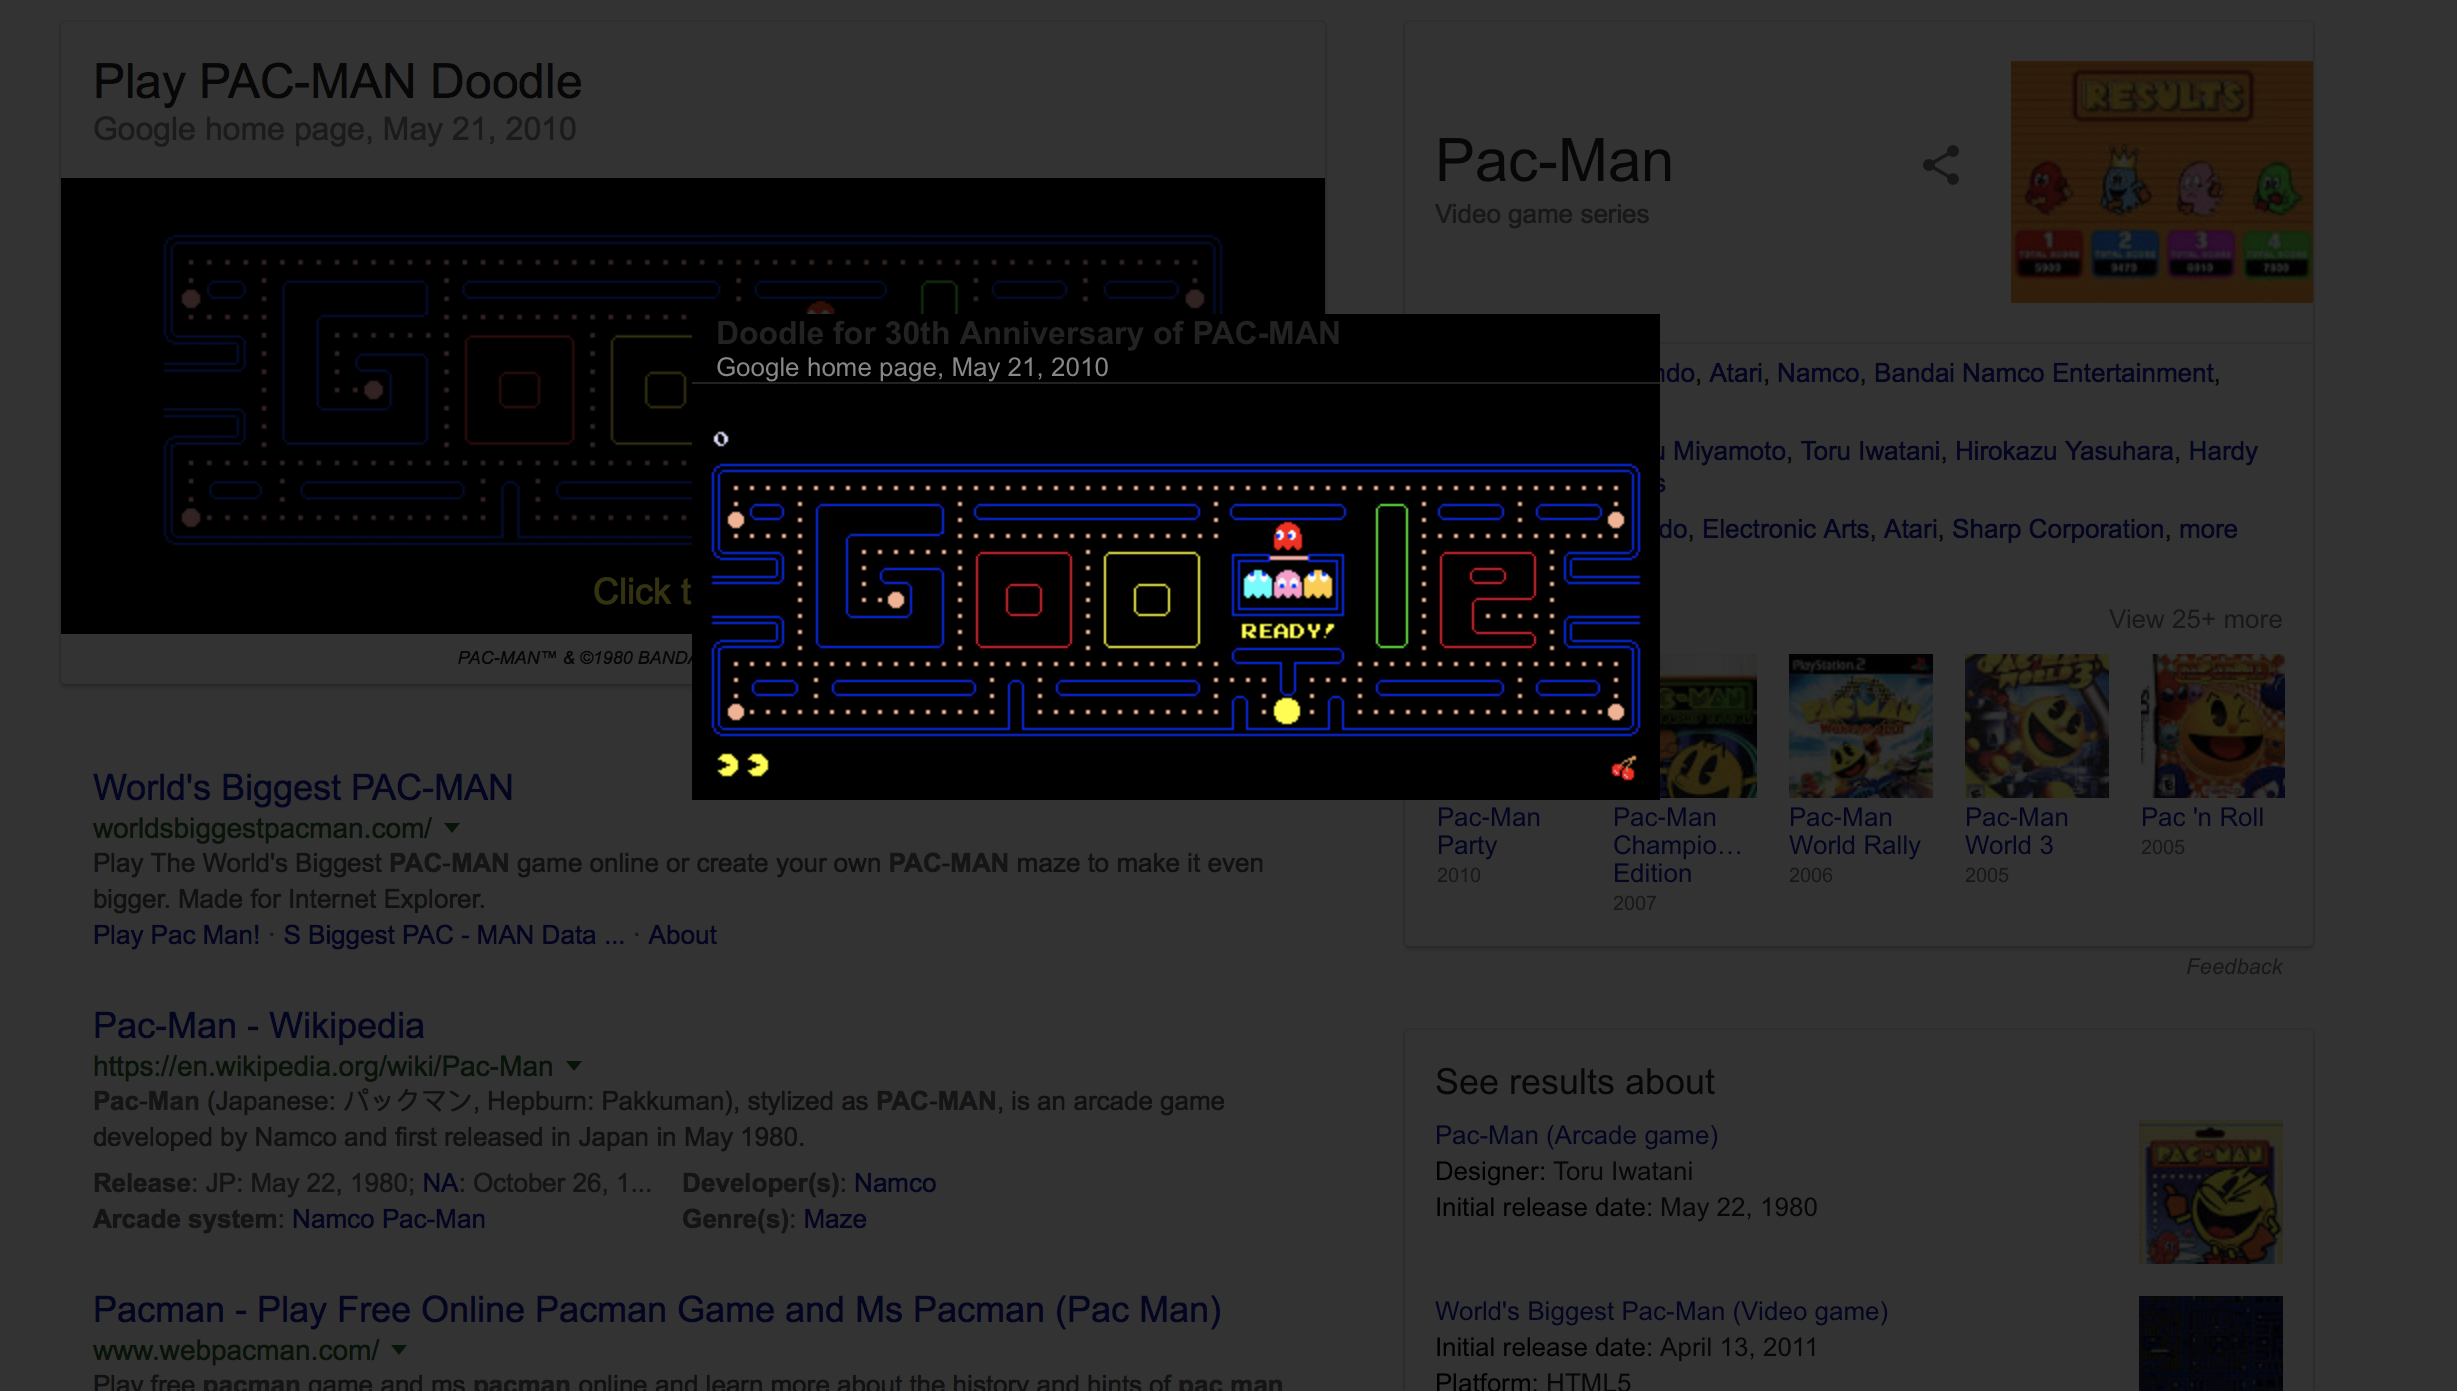 Play PAC-MAN Doodle
Google home page, May 21, 2010
Click t
PAC-MAN™ & ©1980 BANDA
Doodle for 30th Anniversary of PAC-MAN
Google home page, May 21, 2010
0
READY!
World's Biggest PAC-MAN
worldsbiggestpacman.com/
Play The World's Biggest PAC-MAN game online or create your own PAC-MAN maze to make it even
bigger. Made for Internet Explorer.
Play Pac Man! · S Biggest PAC - MAN Data ... · About
Pac-Man - Wikipedia
https://en.wikipedia.org/wiki/Pac-Man
Pac-Man (Japanese: パックマン, Hepburn: Pakkuman), stylized as PAC-MAN, is an arcade game
developed by Namco and first released in Japan in May 1980.
Release: JP: May 22, 1980; NA: October 26, 1... Developer(s): Namco
Arcade system: Namco Pac-Man Genre(s): Maze
Pacman - Play Free Online Pacman Game and Ms Pacman (Pac Man)
www.webpacman.com/
Play free pacman game and ms pacman online and learn more about the history and hints of pac man
Pac-Man
Video game series
RESULTS
1 2 3 4
ndo, Atari, Namco, Bandai Namco Entertainment,
u Miyamoto, Toru Iwatani, Hirokazu Yasuhara, Hardy
s
do, Electronic Arts, Atari, Sharp Corporation, more
View 25+ more
PlayStation 2
Pac-Man
Party
2010
Pac-Man
Champio...
Edition
2007
Pac-Man
World Rally
2006
Pac-Man
World 3
2005
Pac 'n Roll
2005
Feedback
See results about
Pac-Man (Arcade game)
Designer: Toru Iwatani
Initial release date: May 22, 1980
PAC-MAN
World's Biggest Pac-Man (Video game)
Initial release date: April 13, 2011
Platform: HTML5